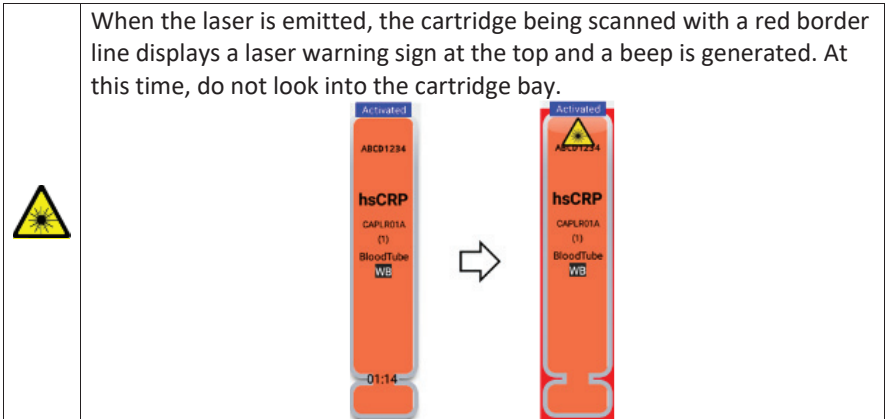 When the laser is emitted, the cartridge being scanned with a red border
line displays a laser warning sign at the top and a beep is generated. At
this time, do not look into the cartridge bay.
Activated
ABCD1234
hsCRP
CAPLR01A
(1)
BloodTube
WB
01:14
Activated
ABCD1234
hsCRP
CAPLR01A
(1)
BloodTube
WB